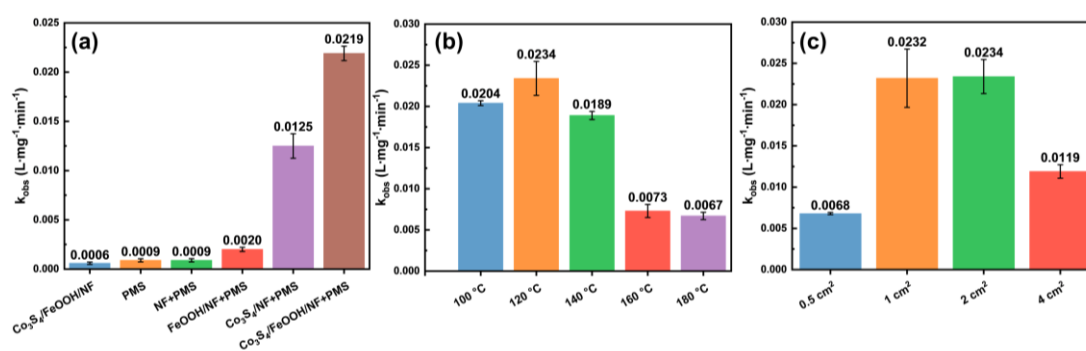 (a)
k_obs (L·mg⁻¹·min⁻¹)
0.025
0.020
0.015
0.010
0.005
0.000
0.0006
0.0009
0.0009
0.0020
0.0125
0.0219
Co₃S₄/FeOOH/NF
PMS
NF+PMS
FeOOH/NF+PMS
Co₃S₄/NF+PMS
Co₃S₄/FeOOH/NF+PMS
(b)
k_obs (L·mg⁻¹·min⁻¹)
0.030
0.025
0.020
0.015
0.010
0.005
0.000
0.0204
0.0234
0.0189
0.0073
0.0067
100 °C
120 °C
140 °C
160 °C
180 °C
(c)
k_obs (L·mg⁻¹·min⁻¹)
0.030
0.025
0.020
0.015
0.010
0.005
0.000
0.0068
0.0232
0.0234
0.0119
0.5 cm²
1 cm²
2 cm²
4 cm²